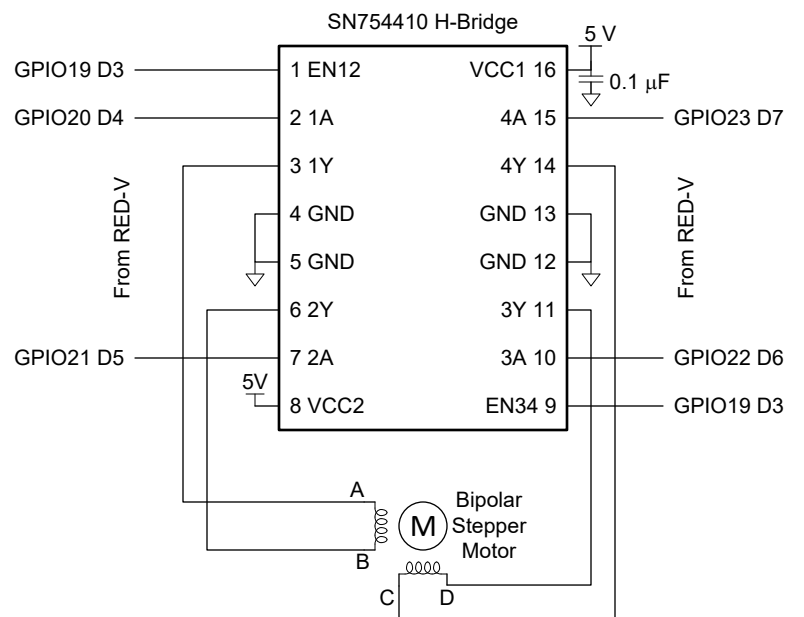 SN754410 H-Bridge
5 V
GPIO19 D3
1 EN12
VCC1 16
0.1 μF
GPIO20 D4
2 1A
4A 15
GPIO23 D7
3 1Y
4Y 14
From RED-V
4 GND
GND 13
From RED-V
5 GND
GND 12
6 2Y
3Y 11
GPIO21 D5
7 2A
3A 10
GPIO22 D6
5V
8 VCC2
EN34 9
GPIO19 D3
A
B
M
Bipolar
Stepper
Motor
C
D